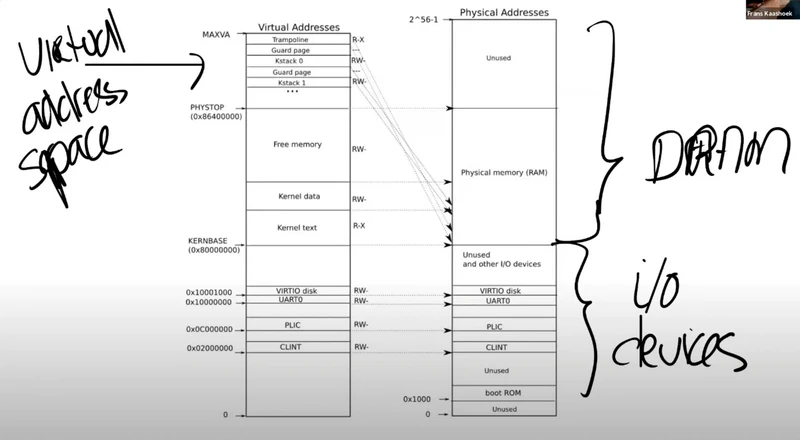 Frans Kaashoek
Virtual
address
space
Virtual Addresses
MAXVA
Trampoline
R-X
Guard page
---
Kstack 0
RW-
Guard page
---
Kstack 1
RW-
...
PHYSTOP
(0x86400000)
Free memory
RW-
Kernel data
RW-
Kernel text
R-X
KERNBASE
(0x80000000)
0x10001000
VIRTIO disk
RW-
0x10000000
UART0
RW-
0x0C000000
PLIC
RW-
0x02000000
CLINT
RW-
0
Physical Addresses
2^56-1
Unused
Physical memory (RAM)
Unused
and other I/O devices
VIRTIO disk
UART0
PLIC
CLINT
Unused
boot ROM
0x1000
Unused
0
DRAM
i/o
devices